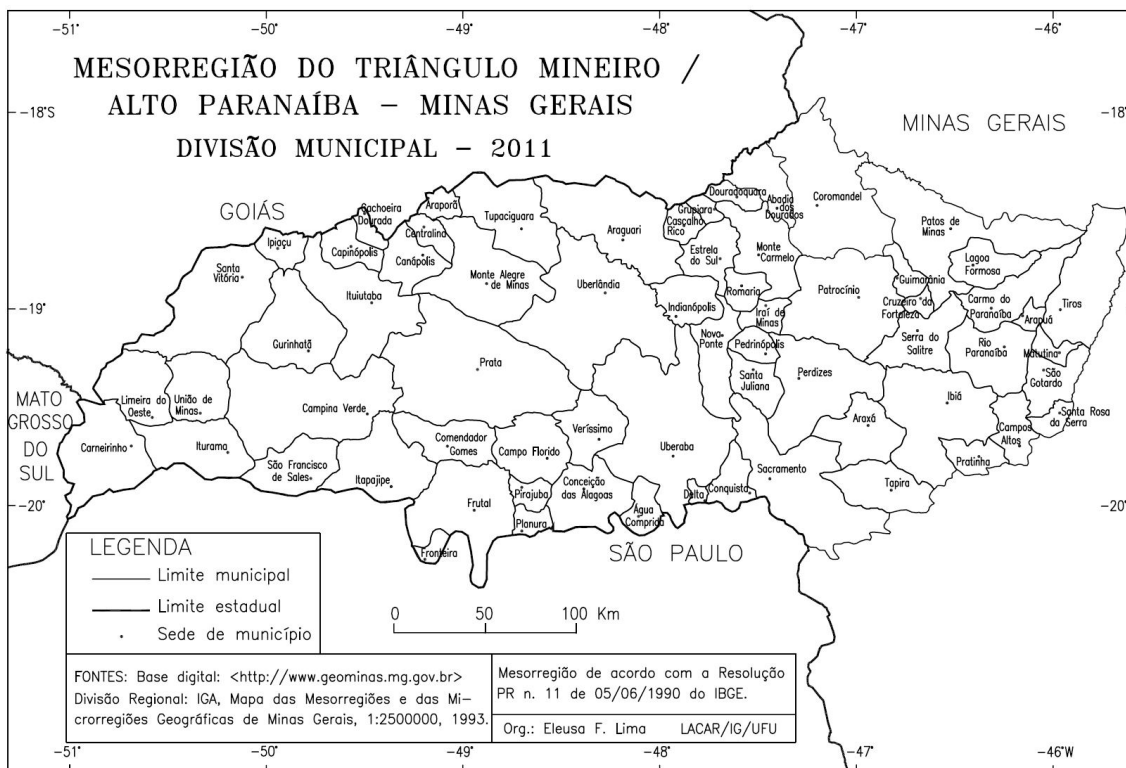 -51° -50° -49° -48° -47° -46°
MESORREGIÃO DO TRIÂNGULO MINEIRO /
ALTO PARANAÍBA - MINAS GERAIS
DIVISÃO MUNICIPAL - 2011
-18°S
-18°
MINAS GERAIS
GOIÁS
Cachoeira
Dourada
Araporã
Tupaciguara
Araguari
Douradoquara
Grupiara
Cascalho
Rico
Abadia
dos
Dourados
Coromandel
Patos de
Minas
Ipiaçu
Capinópolis
Centralina
Canápolis
Estrela
do Sul
Monte
Carmelo
Lagoa
Formosa
Santa
Vitória
Ituiutaba
Monte Alegre
de Minas
Uberlândia
Indianópolis
Romaria
Iraí de
Minas
Patrocínio
Guimarânia
Cruzeiro da
Fortaleza
Carmo do
Paranaíba
Arapuá
Tiros
-19°
-19°
Gurinhatã
Prata
Nova
Ponte
Pedrinópolis
Serra do
Salitre
Rio
Paranaíba
Matutina
São
Gotardo
Santa
Juliana
Perdizes
Ibiá
MATO
GROSSO
DO
SUL
Limeira do
Oeste
União de
Minas
Campina Verde
Veríssimo
Araxá
Campos
Altos
Santa Rosa
da Serra
Carneirinho
Iturama
Comendador
Gomes
Campo Florido
Uberaba
Pratinha
São Francisco
de Sales
Itapajipe
Conceição
das Alagoas
Sacramento
Tapira
Frutal
Pirajuba
Planura
Água
Comprida
Delta
Conquista
-20°
-20°
Fronteira
SÃO PAULO
LEGENDA
Limite municipal
Limite estadual
Sede de município
0 50 100 Km
FONTES: Base digital: <http://www.geominas.mg.gov.br>
Divisão Regional: IGA, Mapa das Mesorregiões e das Mi-
crorregiões Geográficas de Minas Gerais, 1:2500000, 1993.
Mesorregião de acordo com a Resolução
PR n. 11 de 05/06/1990 do IBGE.
Org.: Eleusa F. Lima LACAR/IG/UFU
-51° -50° -49° -48° -47° -46°W